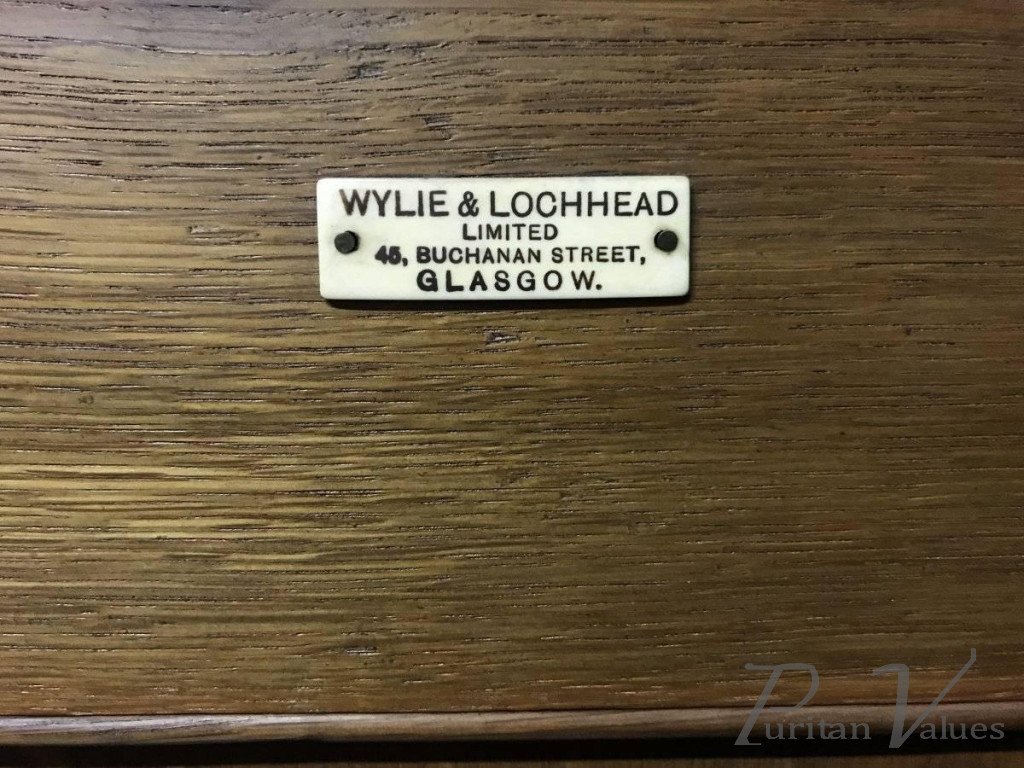 WYLIE & LOCHHEAD
LIMITED
45, BUCHANAN STREET,
GLASGOW.
Puritan Values